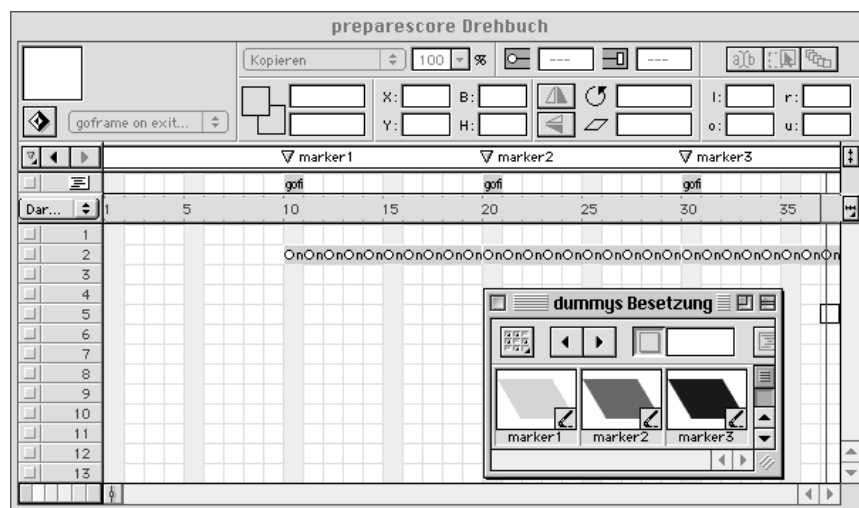 preparescore Drehbuch
Kopieren 100 % --- --- a b
X: B: l: r:
goframe on exit... Y: H: o: u:
marker1 marker2 marker3
gofi gofi gofi
Dar... 1 5 10 15 20 25 30 35
1
2 OnOnOnOnOnOnOnOnOnOnOnOnOnOnOnOnOnOnOnOnOnOnOnOnOnOnOnOn
3
4
dummys Besetzung
5
6
7
8
9
10
marker1 marker2 marker3
11
12
13